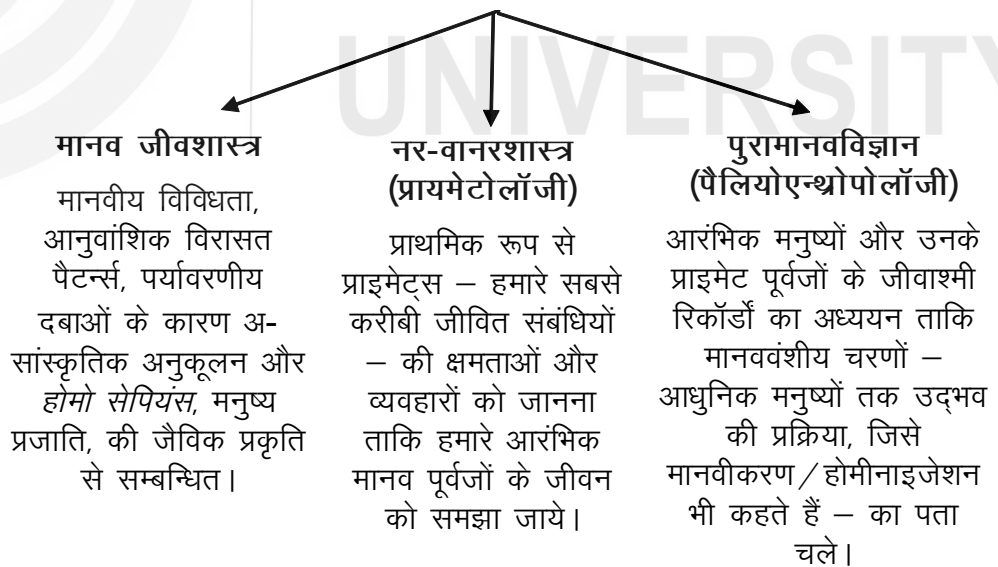 UNIVERSITY
मानव जीवशास्त्र
मानवीय विविधता,
आनुवांशिक विरासत
पैटर्न्स, पर्यावरणीय
दबाओं के कारण अ-
सांस्कृतिक अनुकूलन और
होमो सेपियंस, मनुष्य
प्रजाति, की जैविक प्रकृति
से सम्बन्धित।
नर-वानरशास्त्र
(प्रायमेटोलॉजी)
प्राथमिक रूप से
प्राइमेट्स – हमारे सबसे
करीबी जीवित संबंधियों
– की क्षमताओं और
व्यवहारों को जानना
ताकि हमारे आरंभिक
मानव पूर्वजों के जीवन
को समझा जाये।
पुरामानवविज्ञान
(पैलियोएन्थ्रोपोलॉजी)
आरंभिक मनुष्यों और उनके
प्राइमेट पूर्वजों के जीवाश्मी
रिकॉर्डों का अध्ययन ताकि
मानववंशीय चरणों –
आधुनिक मनुष्यों तक उद्भव
की प्रक्रिया, जिसे
मानवीकरण/होमीनाइजेशन
भी कहते हैं – का पता
चले।